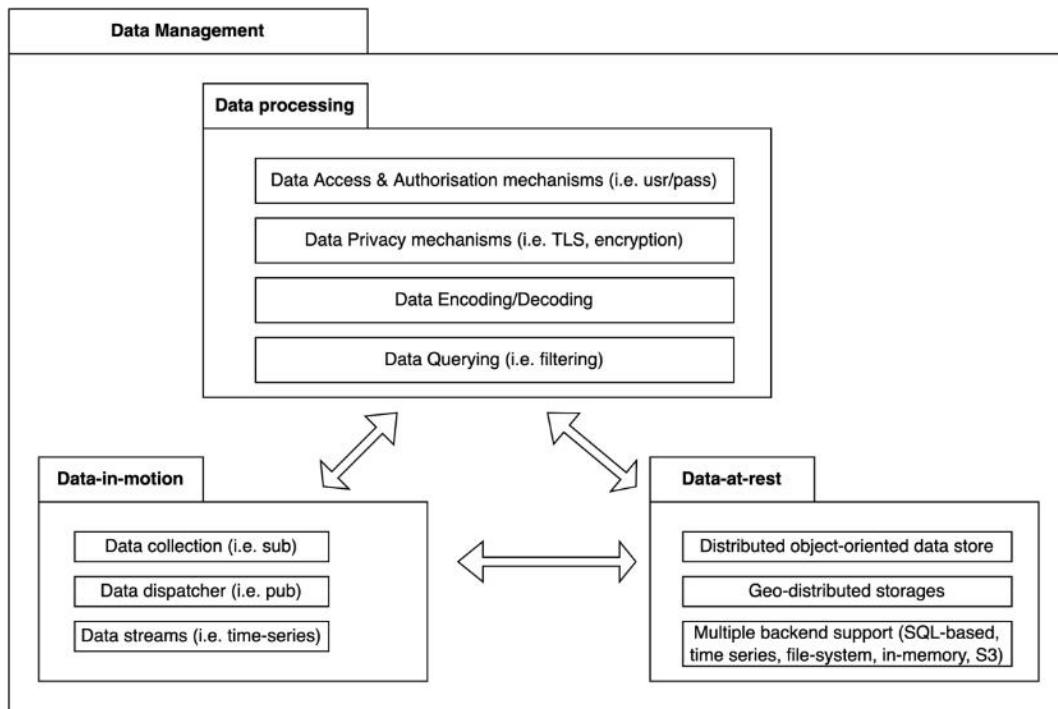 Data Management
Data processing
Data Access & Authorisation mechanisms (i.e. usr/pass)
Data Privacy mechanisms (i.e. TLS, encryption)
Data Encoding/Decoding
Data Querying (i.e. filtering)
Data-in-motion
Data collection (i.e. sub)
Data dispatcher (i.e. pub)
Data streams (i.e. time-series)
Data-at-rest
Distributed object-oriented data store
Geo-distributed storages
Multiple backend support (SQL-based,
time series, file-system, in-memory, S3)